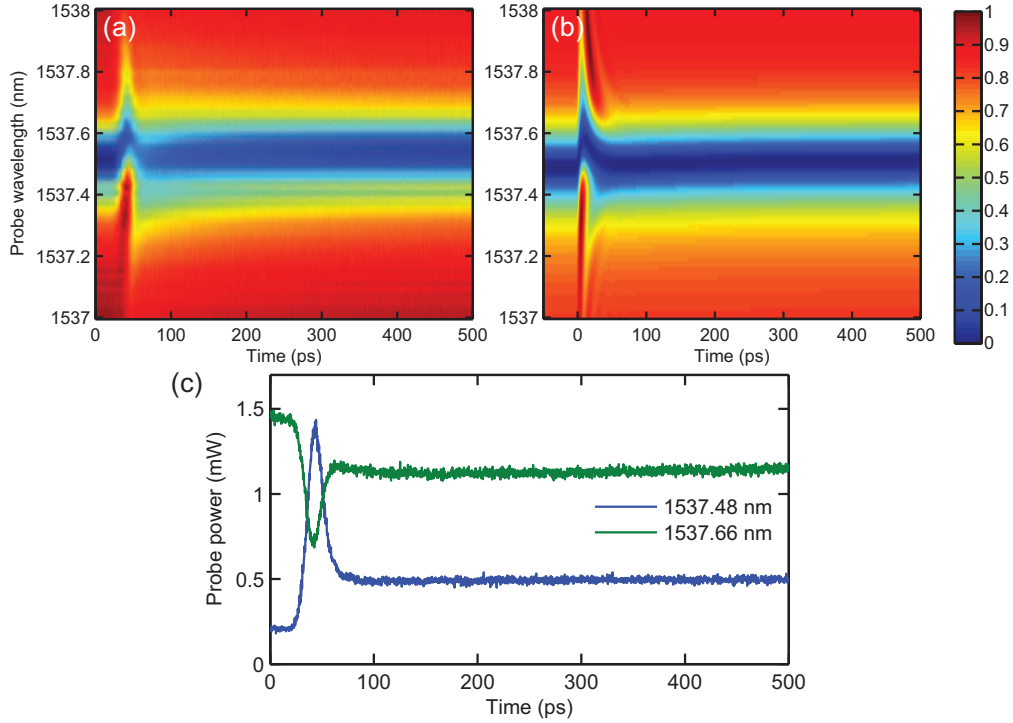 (a)
Probe wavelength (nm)
1538
1537.8
1537.6
1537.4
1537.2
1537
0 100 200 300 400 500
Time (ps)
(b)
1538
1537.8
1537.6
1537.4
1537.2
1537
0 100 200 300 400 500
Time (ps)
1
0.9
0.8
0.7
0.6
0.5
0.4
0.3
0.2
0.1
0
(c)
Probe power (mW)
1.5
1
0.5
0
1537.48 nm
1537.66 nm
0 100 200 300 400 500
Time (ps)